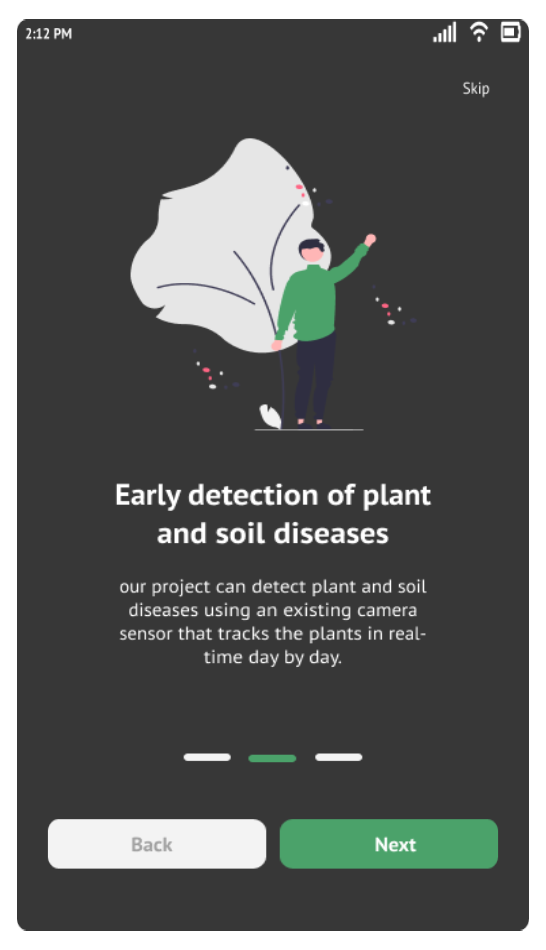 2:12 PM
Skip
Early detection of plant
and soil diseases
our project can detect plant and soil
diseases using an existing camera
sensor that tracks the plants in real-
time day by day.
Back
Next